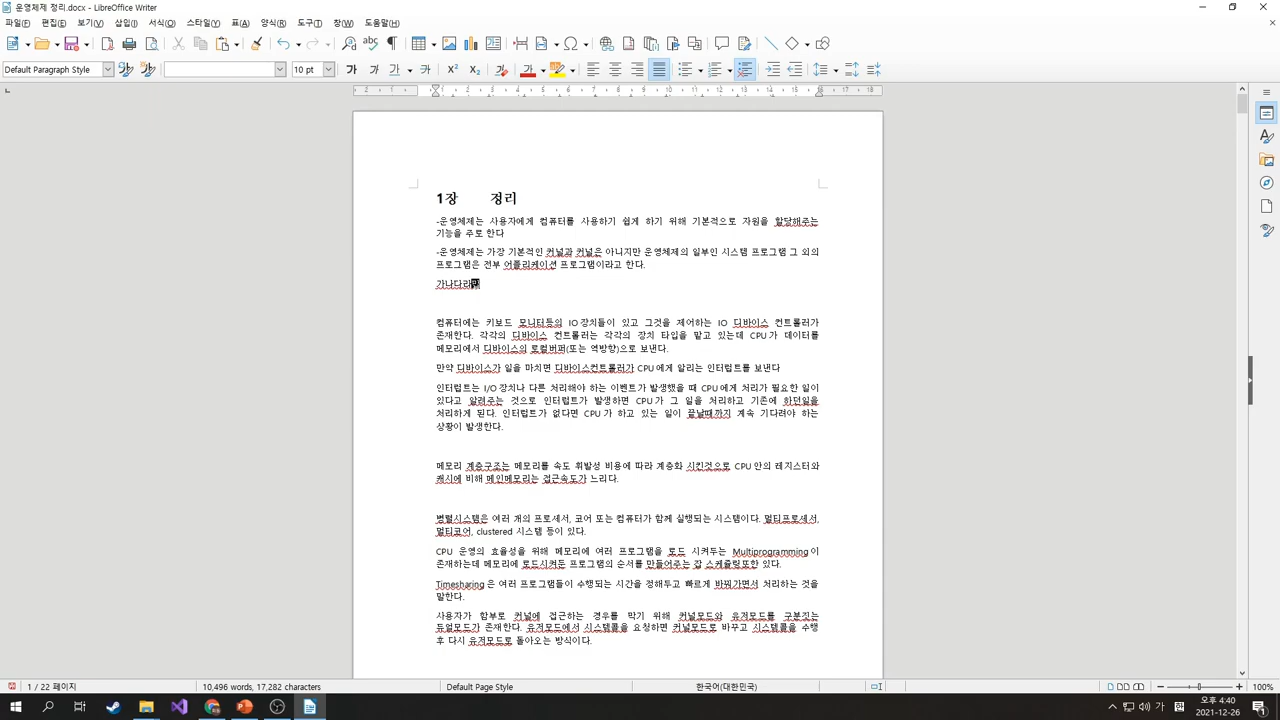 운영체제 정리.docx - LibreOffice Writer
파일(F) 편집(E) 보기(V) 삽입(I) 서식(O) 스타일(Y) 표(A) 양식(R) 도구(T) 창(W) 도움말(H)
Default Paragraph Style 10 pt
1장 정리
-운영체제는 사용자에게 컴퓨터를 사용하기 쉽게 하기 위해 기본적으로 자원을 할당해주는
기능을 주로 한다
-운영체제는 가장 기본적인 커널과 커널은 아니지만 운영체제의 일부인 시스템 프로그램 그 외의
프로그램은 전부 어플리케이션 프로그램이라고 한다.
가나다라
컴퓨터에는 키보드 모니터등의 IO장치들이 있고 그것을 제어하는 IO 디바이스 컨트롤러가
존재한다. 각각의 디바이스 컨트롤러는 각각의 장치 타입을 맡고 있는데 CPU가 데이터를
메모리에서 디바이스의 로컬버퍼(또는 역방향)으로 보낸다.
만약 디바이스가 일을 마치면 디바이스컨트롤러가 CPU에게 알리는 인터럽트를 보낸다
인터럽트는 I/O장치나 다른 처리해야 하는 이벤트가 발생했을 때 CPU에게 처리가 필요한 일이
있다고 알려주는 것으로 인터럽트가 발생하면 CPU가 그 일을 처리하고 기존에 하던일을
처리하게 된다. 인터럽트가 없다면 CPU가 하고 있는 일이 끝날때까지 계속 기다려야 하는
상황이 발생한다.
메모리 계층구조는 메모리를 속도 휘발성 비용에 따라 계층화 시킨것으로 CPU안의 레지스터와
캐시에 비해 메인메모리는 접근속도가 느리다.
병렬시스템은 여러 개의 프로세서, 코어 또는 컴퓨터가 함께 실행되는 시스템이다. 멀티프로세서,
멀티코어, clustered 시스템 등이 있다.
CPU 운영의 효율성을 위해 메모리에 여러 프로그램을 로드 시켜두는 Multiprogramming이
존재하는데 메모리에 로드시켜둔 프로그램의 순서를 만들어주는 잡 스케쥴링또한 있다.
Timesharing은 여러 프로그램들이 수행되는 시간을 정해두고 빠르게 바꿔가면서 처리하는 것을
말한다.
사용자가 함부로 커널에 접근하는 경우를 막기 위해 커널모드와 유저모드를 구분짓는
듀얼모드가 존재한다. 유저모드에서 시스템콜을 요청하면 커널모드로 바꾸고 시스템콜을 수행
후 다시 유저모드로 돌아오는 방식이다.
1 / 22 페이지 10,496 words, 17,282 characters Default Page Style 한국어(대한민국) 100%
오후 4:40
2021-12-26